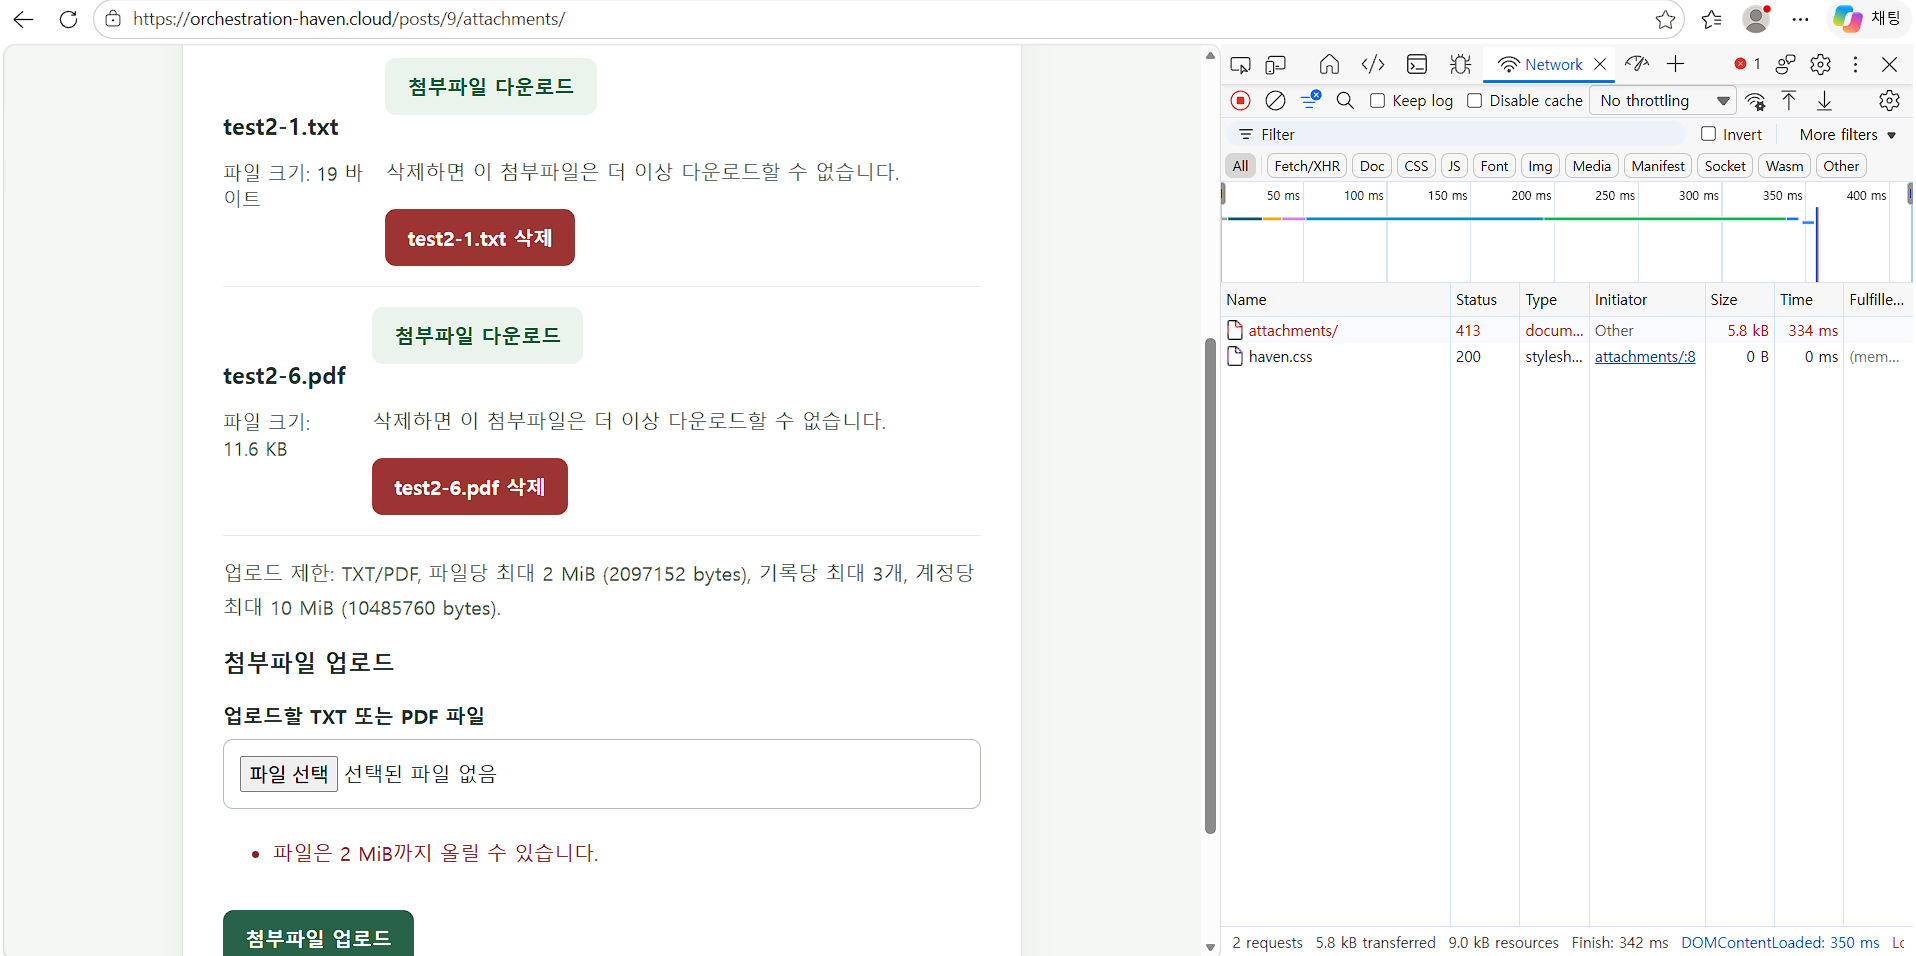 https://orchestration-haven.cloud/posts/9/attachments/
채팅
첨부파일 다운로드
test2-1.txt
파일 크기: 19 바
이트
삭제하면 이 첨부파일은 더 이상 다운로드할 수 없습니다.
test2-1.txt 삭제
첨부파일 다운로드
test2-6.pdf
파일 크기:
11.6 KB
삭제하면 이 첨부파일은 더 이상 다운로드할 수 없습니다.
test2-6.pdf 삭제
업로드 제한: TXT/PDF, 파일당 최대 2 MiB (2097152 bytes), 기록당 최대 3개, 계정당
최대 10 MiB (10485760 bytes).
첨부파일 업로드
업로드할 TXT 또는 PDF 파일
파일 선택 선택된 파일 없음
• 파일은 2 MiB까지 올릴 수 있습니다.
첨부파일 업로드
Network 1
Keep log Disable cache No throttling
Filter Invert More filters
All Fetch/XHR Doc CSS JS Font Img Media Manifest Socket Wasm Other
50 ms 100 ms 150 ms 200 ms 250 ms 300 ms 350 ms 400 ms
Name Status Type Initiator Size Time Fulfille...
attachments/ 413 docum... Other 5.8 kB 334 ms
haven.css 200 stylesh... attachments/:8 0 B 0 ms (mem...
2 requests 5.8 kB transferred 9.0 kB resources Finish: 342 ms DOMContentLoaded: 350 ms Lo